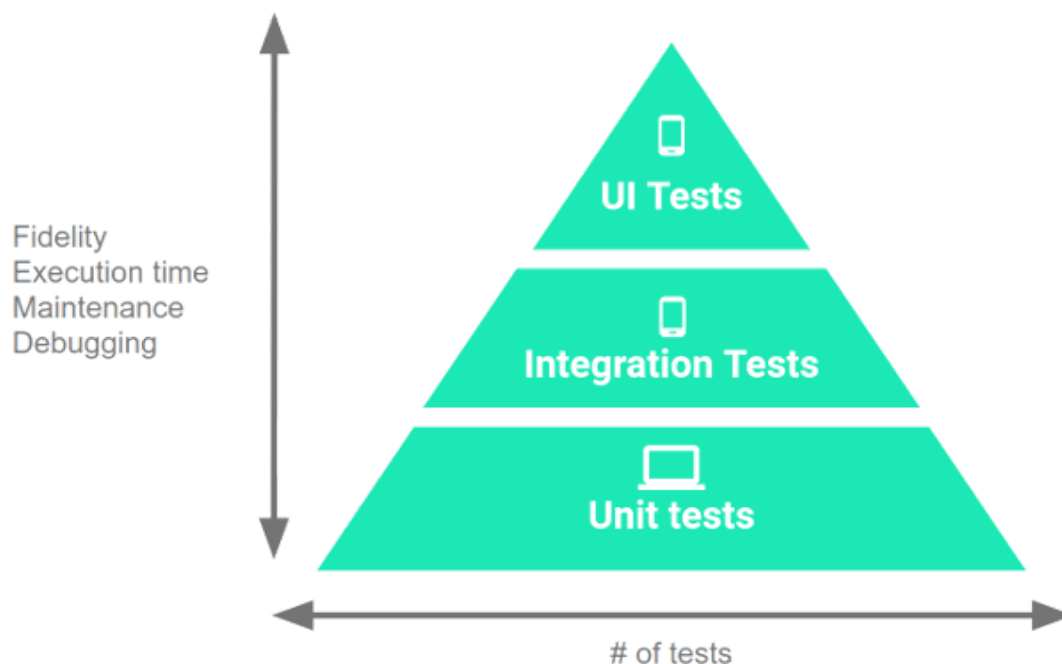 UI Tests
Fidelity
Execution time
Maintenance
Debugging
Integration Tests
Unit tests
# of tests